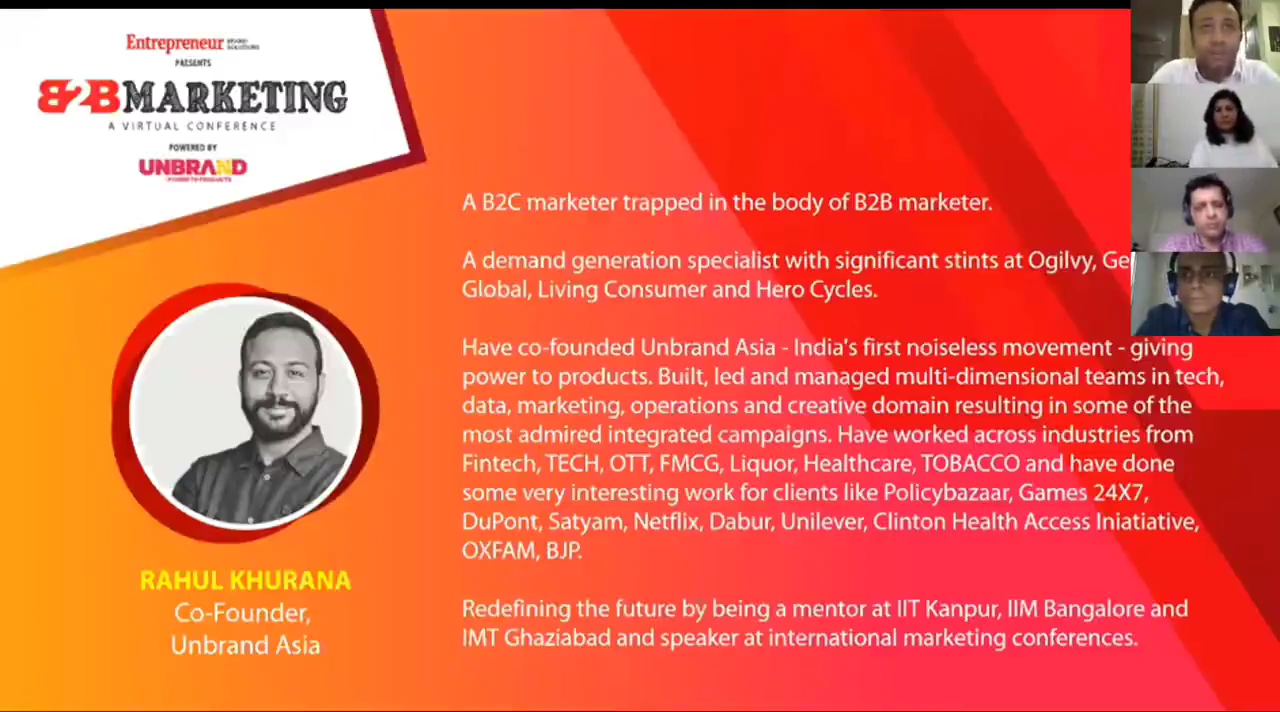 Entrepreneur
PRESENTS
B2B MARKETING
A VIRTUAL CONFERENCE
POWERED BY
UNBRAND
A B2C marketer trapped in the body of B2B marketer.
A demand generation specialist with significant stints at Ogilvy,
Global, Living Consumer and Hero Cycles.
Have co-founded Unbrand Asia - India's first noiseless movement - giving
power to products. Built, led and managed multi-dimensional teams in tech,
data, marketing, operations and creative domain resulting in some of the
most admired integrated campaigns. Have worked across industries from
Fintech, TECH, OTT, FMCG, Liquor, Healthcare, TOBACCO and have done
some very interesting work for clients like Policybazaar, Games 24X7,
DuPont, Satyam, Netflix, Dabur, Unilever, Clinton Health Access Iniatiative,
OXFAM, BJP.
Redefining the future by being a mentor at IIT Kanpur, IIM Bangalore and
IMT Ghaziabad and speaker at international marketing conferences.
RAHUL KHURANA
Co-Founder,
Unbrand Asia